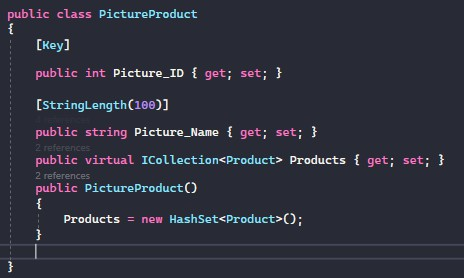 public class PictureProduct
{
[Key]
public int Picture_ID { get; set; }
[StringLength(100)]
public string Picture_Name { get; set; }
2 references
public virtual ICollection<Product> Products { get; set; }
2 references
public PictureProduct()
{
Products = new HashSet<Product>();
}
}